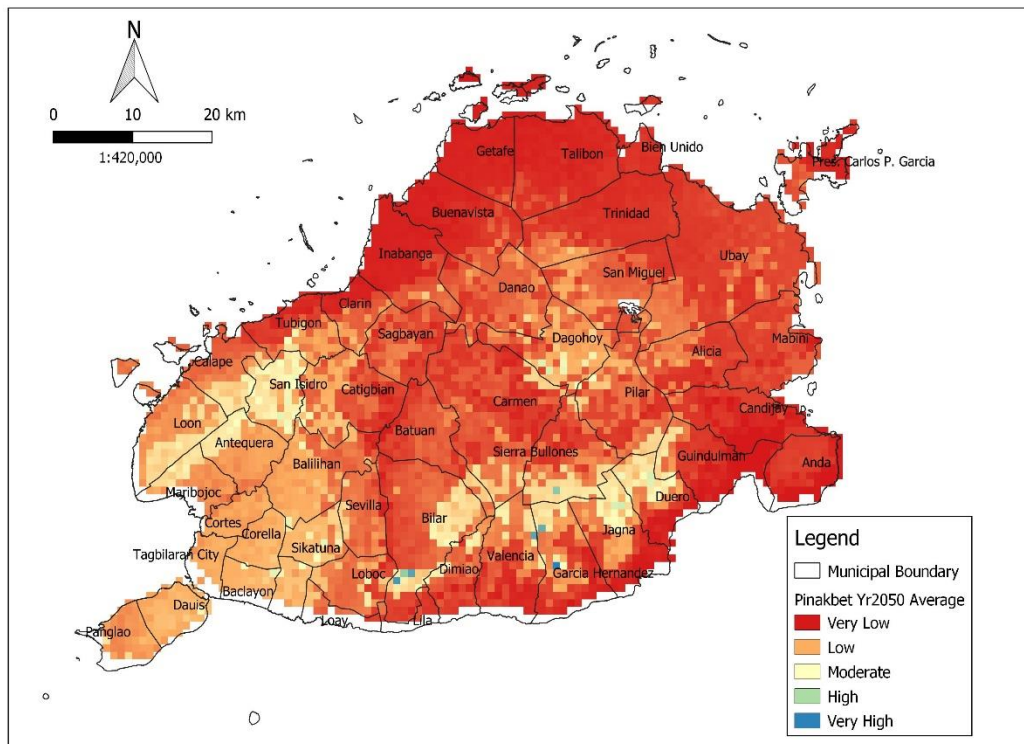 N
0 10 20 km
1:420,000
Getafe
Talibon
Bien Undo
Pres. Carlos P. Garcia
Buenavista
Trinidad
Inabanga
Ubay
San Miguel
Danao
Clarin
Tubigon
Sagbayan
Dagohoy
Mabini
Alicia
Calape
San Isidro
Catigbian
Pilar
Carmen
Candijay
Loon
Batuan
Antequera
Sierra Bullones
Guindulman
Anda
Balilihan
Maribojoc
Duero
Sevilla
Bilar
Cortes
Jagna
Corella
Tagbilaran City
Sikatuna
Valencia
Dimiao
Loboc
Garcia Hernandez
Baclayon
Dauis
Loay
Lila
Panglao
Legend
Municipal Boundary
Pinakbet Yr2050 Average
Very Low
Low
Moderate
High
Very High